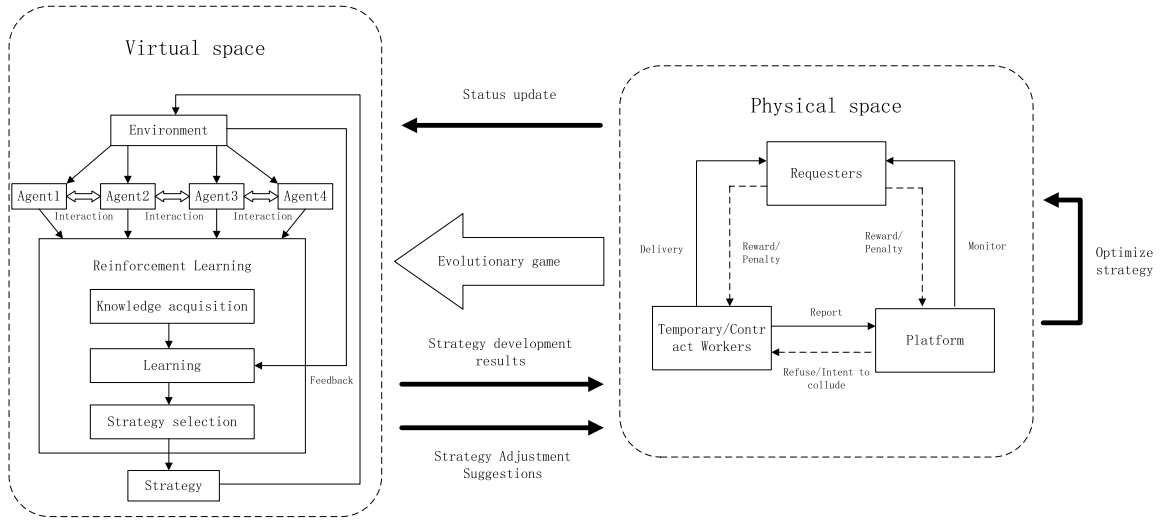 Virtual space
Environment
Agent1
Agent2
Agent3
Agent4
Interaction
Interaction
Interaction
Reinforcement Learning
Knowledge acquisition
Learning
Feedback
Strategy selection
Strategy
Status update
Evolutionary game
Strategy development
results
Strategy Adjustment
Suggestions
Physical space
Requesters
Delivery
Reward/
Penalty
Reward/
Penalty
Monitor
Temporary/Contr
act Workers
Report
Platform
Refuse/Intent to
collude
Optimize
strategy